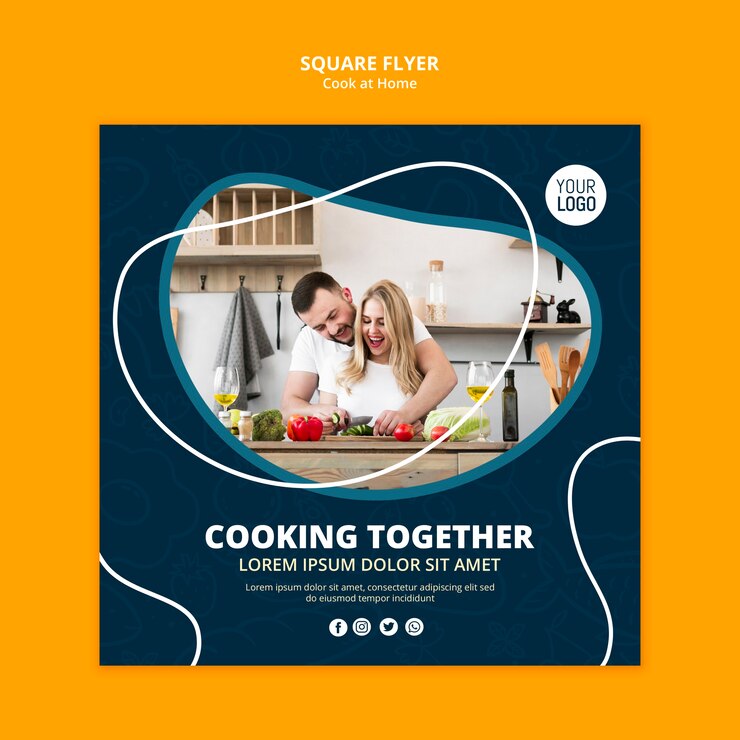 SQUARE FLYER
Cook at Home
YOUR
LOGO
COOKING TOGETHER
LOREM IPSUM DOLOR SIT AMET
Lorem ipsum dolor sit amet, consectetur adipiscing elit sed
do eiusmod tempor incididunt